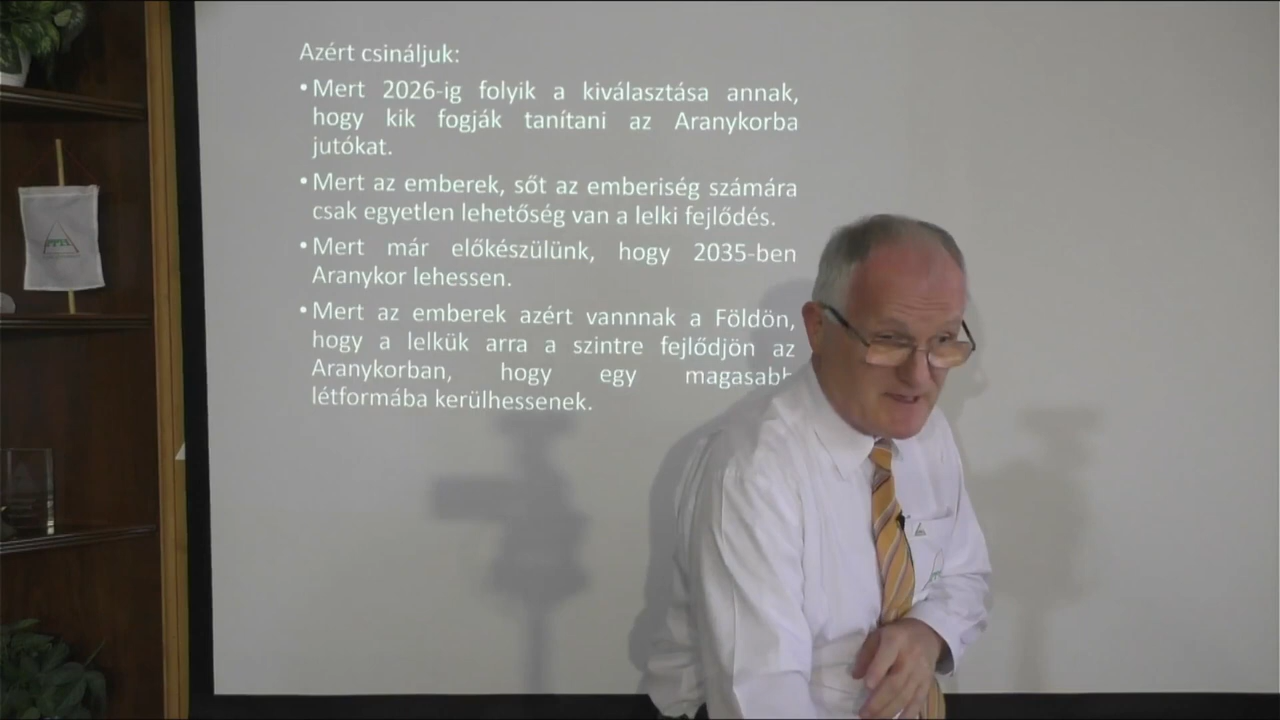 Azért csináljuk:
• Mert 2026-ig folyik a kiválasztása annak,
hogy kik fogják tanítani az Aranykorba
jutókat.
• Mert az emberek, sőt az emberiség számára
csak egyetlen lehetőség van a lelki fejlődés.
• Mert már előkészülünk, hogy 2035-ben
Aranykor lehessen.
• Mert az emberek azért vannnak a Földön,
hogy a lelkük arra a szintre fejlődjön az
Aranykorban, hogy egy magasabb
létformába kerülhessenek.